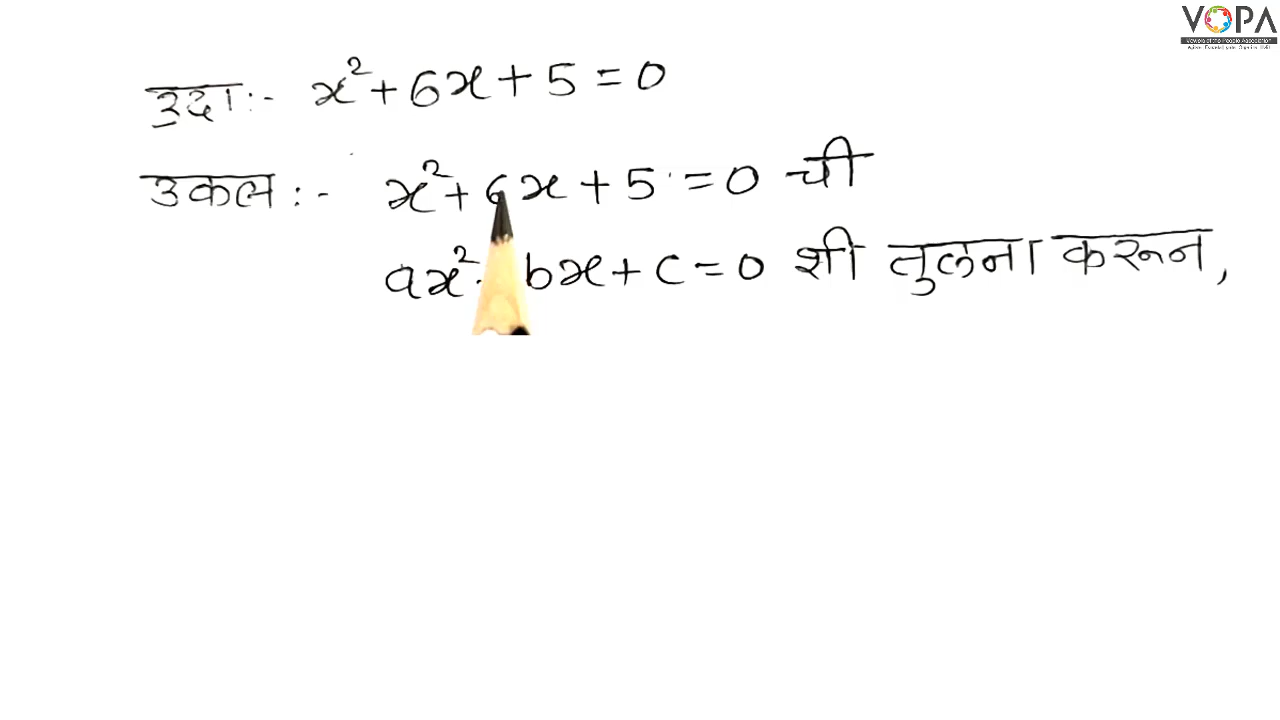 VOPA
उदाः- x²+6x+5=0
उकल:- x²+6x+5=0 ची
ax² bx+c=0 शी तुलना करून,